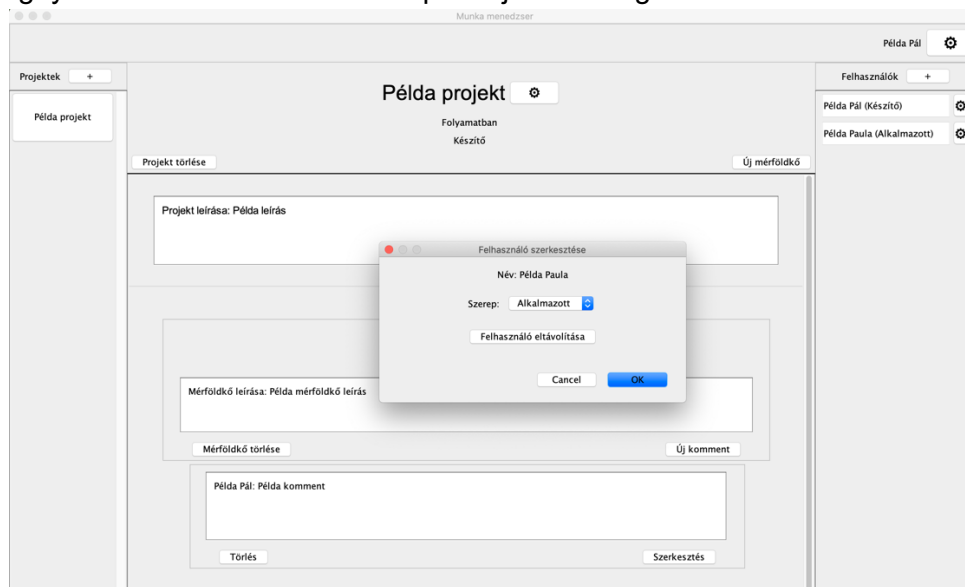 Munka menedzser
Példa Pál
Projektek +
Felhasználók +
Példa projekt
Példa projekt
Folyamatban
Készítő
Példa Pál (Készítő)
Példa Paula (Alkalmazott)
Projekt törlése
Új mérföldkő
Projekt leírása: Példa leírás
Felhasználó szerkesztése
Név: Példa Paula
Szerep: Alkalmazott
Felhasználó eltávolítása
Cancel
OK
Mérföldkő leírása: Példa mérföldkő leírás
Mérföldkő törlése
Új komment
Példa Pál: Példa komment
Törlés
Szerkesztés